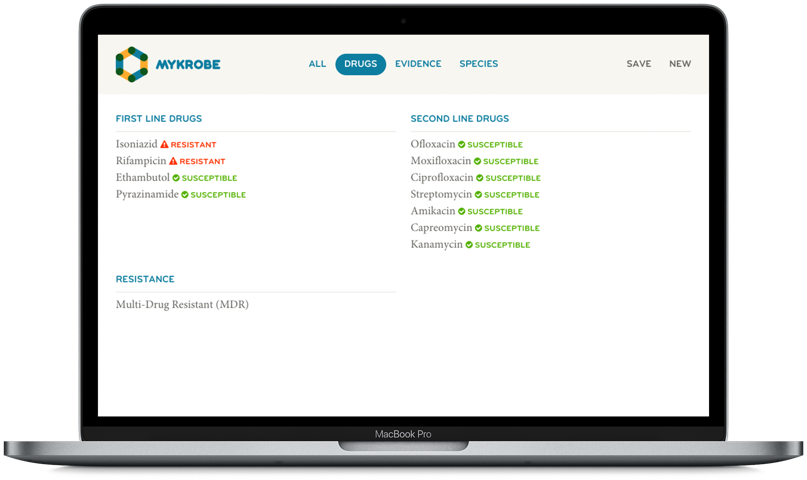 MYKROBE
ALL DRUGS EVIDENCE SPECIES SAVE NEW
FIRST LINE DRUGS
Isoniazid RESISTANT
Rifampicin RESISTANT
Ethambutol SUSCEPTIBLE
Pyrazinamide SUSCEPTIBLE
SECOND LINE DRUGS
Ofloxacin SUSCEPTIBLE
Moxifloxacin SUSCEPTIBLE
Ciprofloxacin SUSCEPTIBLE
Streptomycin SUSCEPTIBLE
Amikacin SUSCEPTIBLE
Capreomycin SUSCEPTIBLE
Kanamycin SUSCEPTIBLE
RESISTANCE
Multi-Drug Resistant (MDR)
MacBook Pro